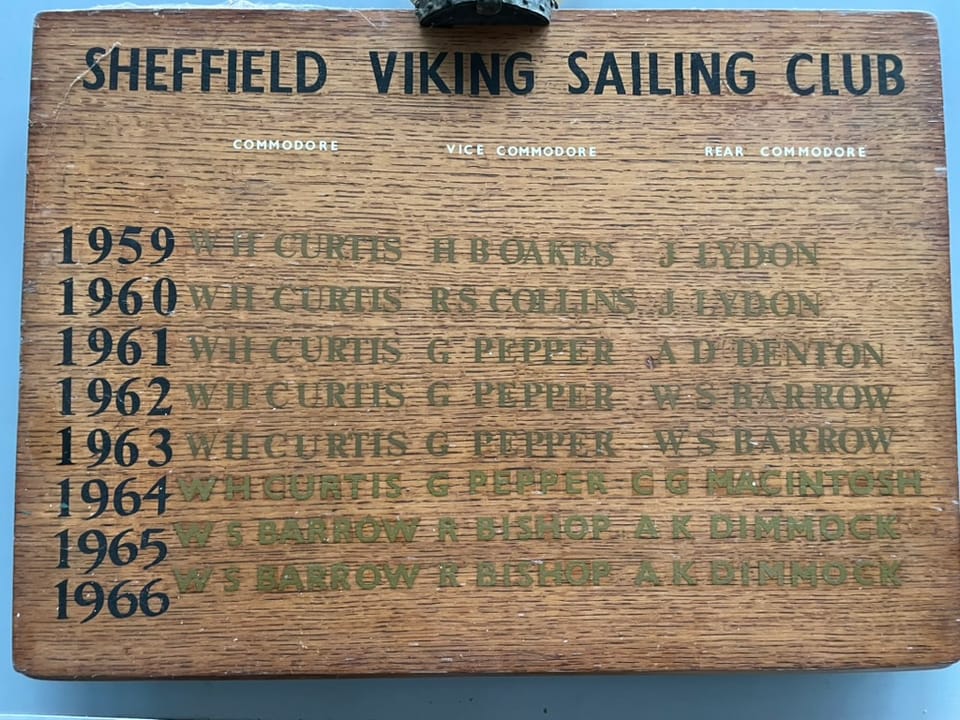 SHEFFIELD VIKING SAILING CLUB
COMMODORE VICE COMMODORE REAR COMMODORE
1959 W H CURTIS H B OAKES J LYDON
1960 W H CURTIS R S COLLINS J LYDON
1961 W H CURTIS G PEPPER A D DENTON
1962 W H CURTIS G PEPPER W S BARROW
1963 W H CURTIS G PEPPER W S BARROW
1964 W H CURTIS G PEPPER C G MACINTOSH
1965 W S BARROW R BISHOP A K DIMMOCK
1966 W S BARROW R BISHOP A K DIMMOCK